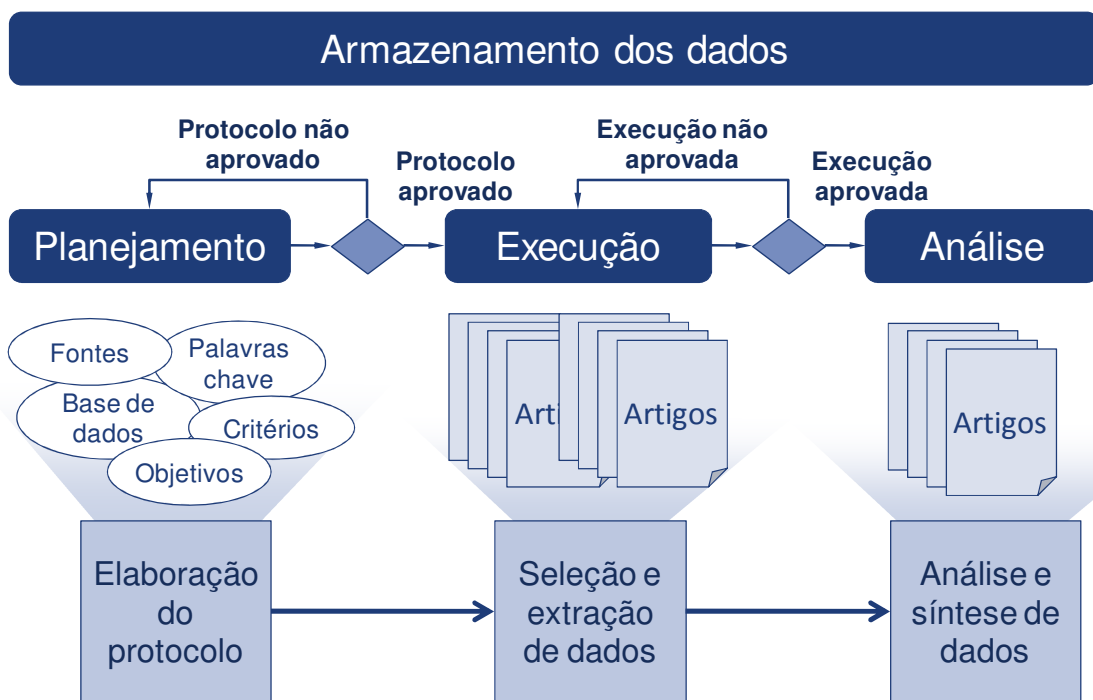 Armazenamento dos dados
Protocolo não
aprovado
Protocolo
aprovado
Execução não
aprovada
Execução
aprovada
Planejamento
Execução
Análise
Fontes
Palavras
chave
Base de
dados
Critérios
Objetivos
Arti
Artigos
Artigos
Elaboração
do
protocolo
Seleção e
extração
de dados
Análise e
síntese de
dados